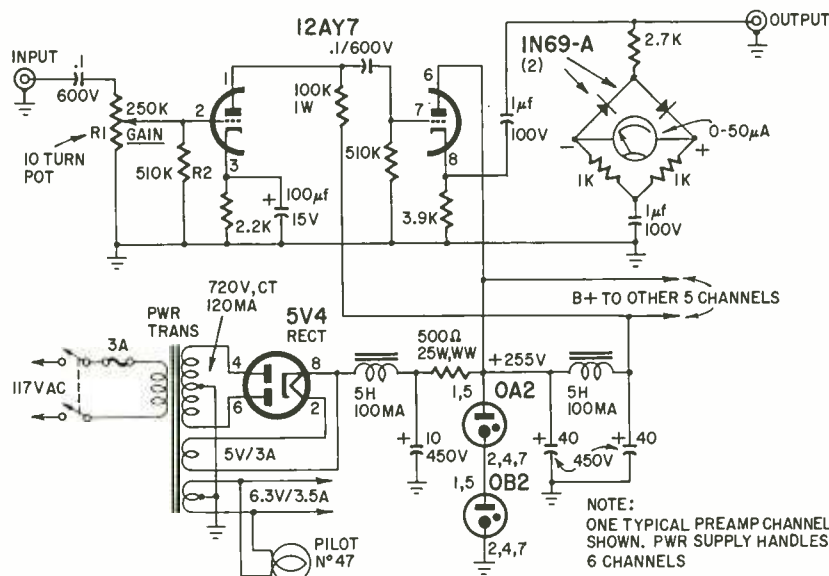 12AY7
INPUT
.1
600V
250K
R1
GAIN
10 TURN
POT
510K
R2
1
2
3
2.2K
+
100µf
15V
100K
1W
.1/600V
510K
6
7
8
3.9K
1µf
100V
1N69-A
(2)
OUTPUT
2.7K
0-50µA
−
+
1K
1K
1µf
100V
B+ TO OTHER 5 CHANNELS
117VAC
3A
PWR
TRANS
720V, CT
120MA
5V4
RECT
4
6
8
2
5V/3A
6.3V/3.5A
PILOT
Nº47
5H
100MA
500Ω
25W, WW
+
10
450V
+255V
1,5
OA2
2,4,7
1,5
OB2
2,4,7
5H
100MA
+
40
450V
+
40
NOTE:
ONE TYPICAL PREAMP CHANNEL
SHOWN. PWR SUPPLY HANDLES
6 CHANNELS